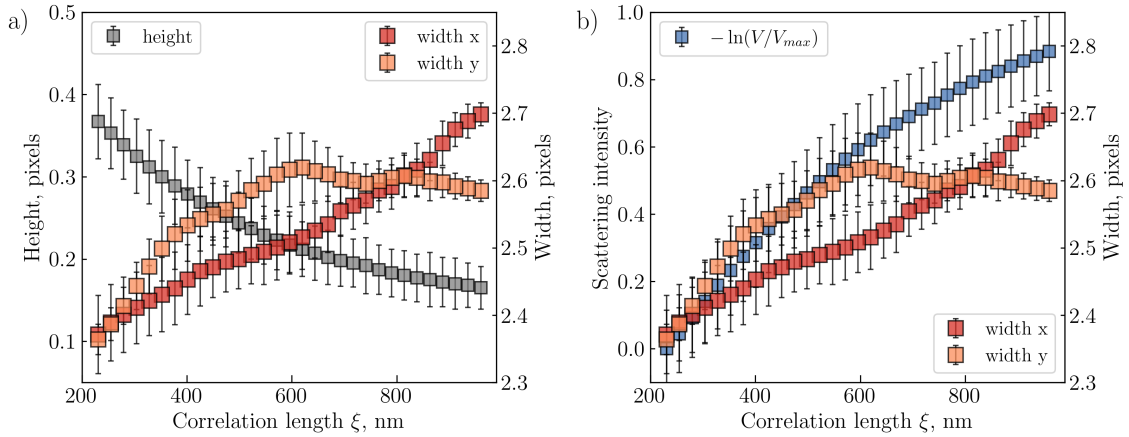 a)
height
width x
width y
0.5
0.4
0.3
0.2
0.1
Height, pixels
2.8
2.7
2.6
2.5
2.4
2.3
Width, pixels
200
400
600
800
Correlation length ξ, nm
b)
− ln(V/Vmax)
1.0
0.8
0.6
0.4
0.2
0.0
Scattering intensity
2.8
2.7
2.6
2.5
2.4
2.3
Width, pixels
width x
width y
200
400
600
800
Correlation length ξ, nm